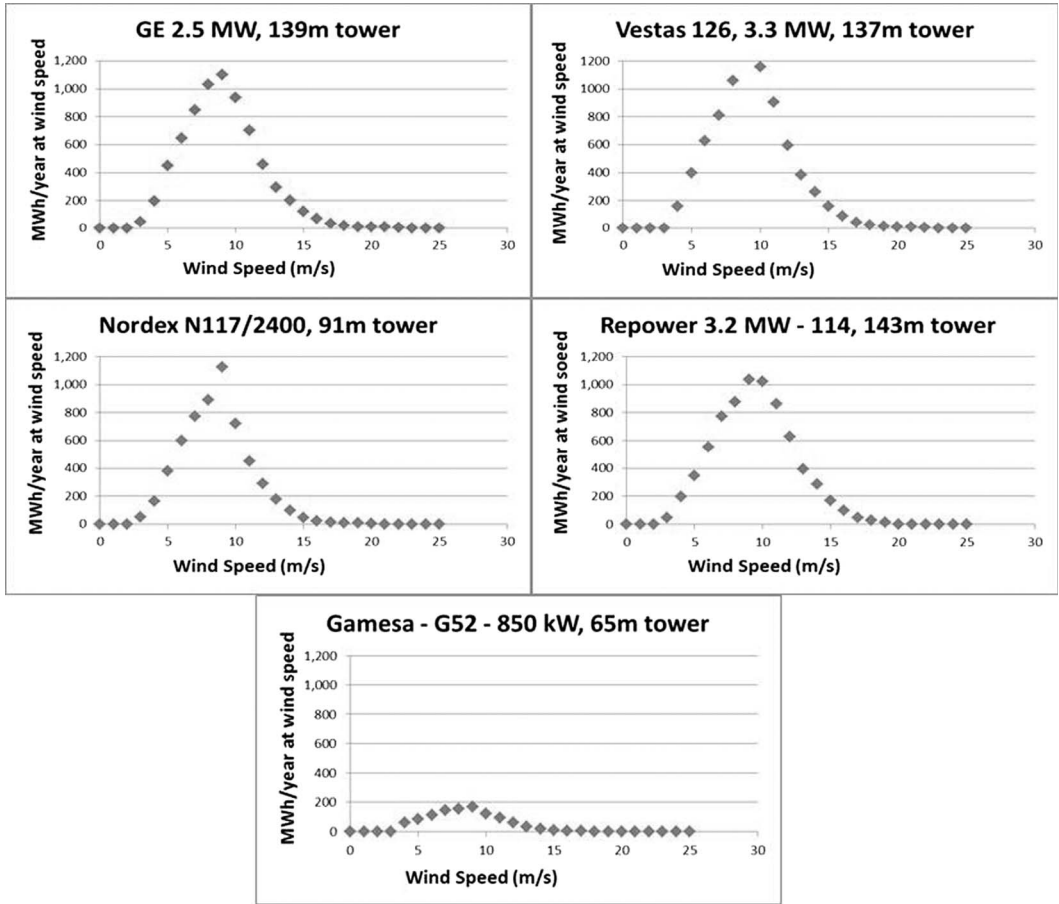 GE 2.5 MW, 139m tower
MWh/year at wind speed
1,200
1,000
800
600
400
200
0
0 5 10 15 20 25 30
Wind Speed (m/s)
Vestas 126, 3.3 MW, 137m tower
MWh/year at wind speed
1200
1000
800
600
400
200
0
0 5 10 15 20 25 30
Wind Speed (m/s)
Nordex N117/2400, 91m tower
MWh/year at wind speed
1,200
1,000
800
600
400
200
0
0 5 10 15 20 25 30
Wind Speed (m/s)
Repower 3.2 MW - 114, 143m tower
MWh/year at wind soeed
1,200
1,000
800
600
400
200
0
0 5 10 15 20 25 30
Wind Speed (m/s)
Gamesa - G52 - 850 kW, 65m tower
MWh/year at wind speed
1,200
1,000
800
600
400
200
0
0 5 10 15 20 25 30
Wind Speed (m/s)